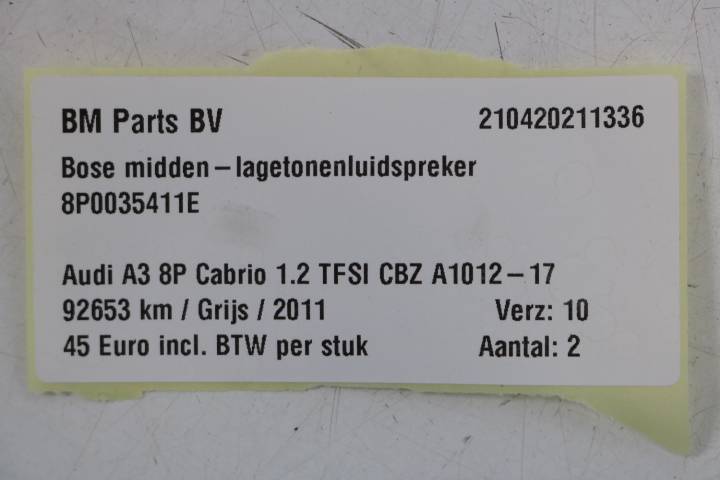 BM Parts BV 210420211336
Bose midden-lagetonenluidspreker
8P0035411E
Audi A3 8P Cabrio 1.2 TFSI CBZ A1012-17
92653 km / Grijs / 2011 Verz: 10
45 Euro incl. BTW per stuk Aantal: 2